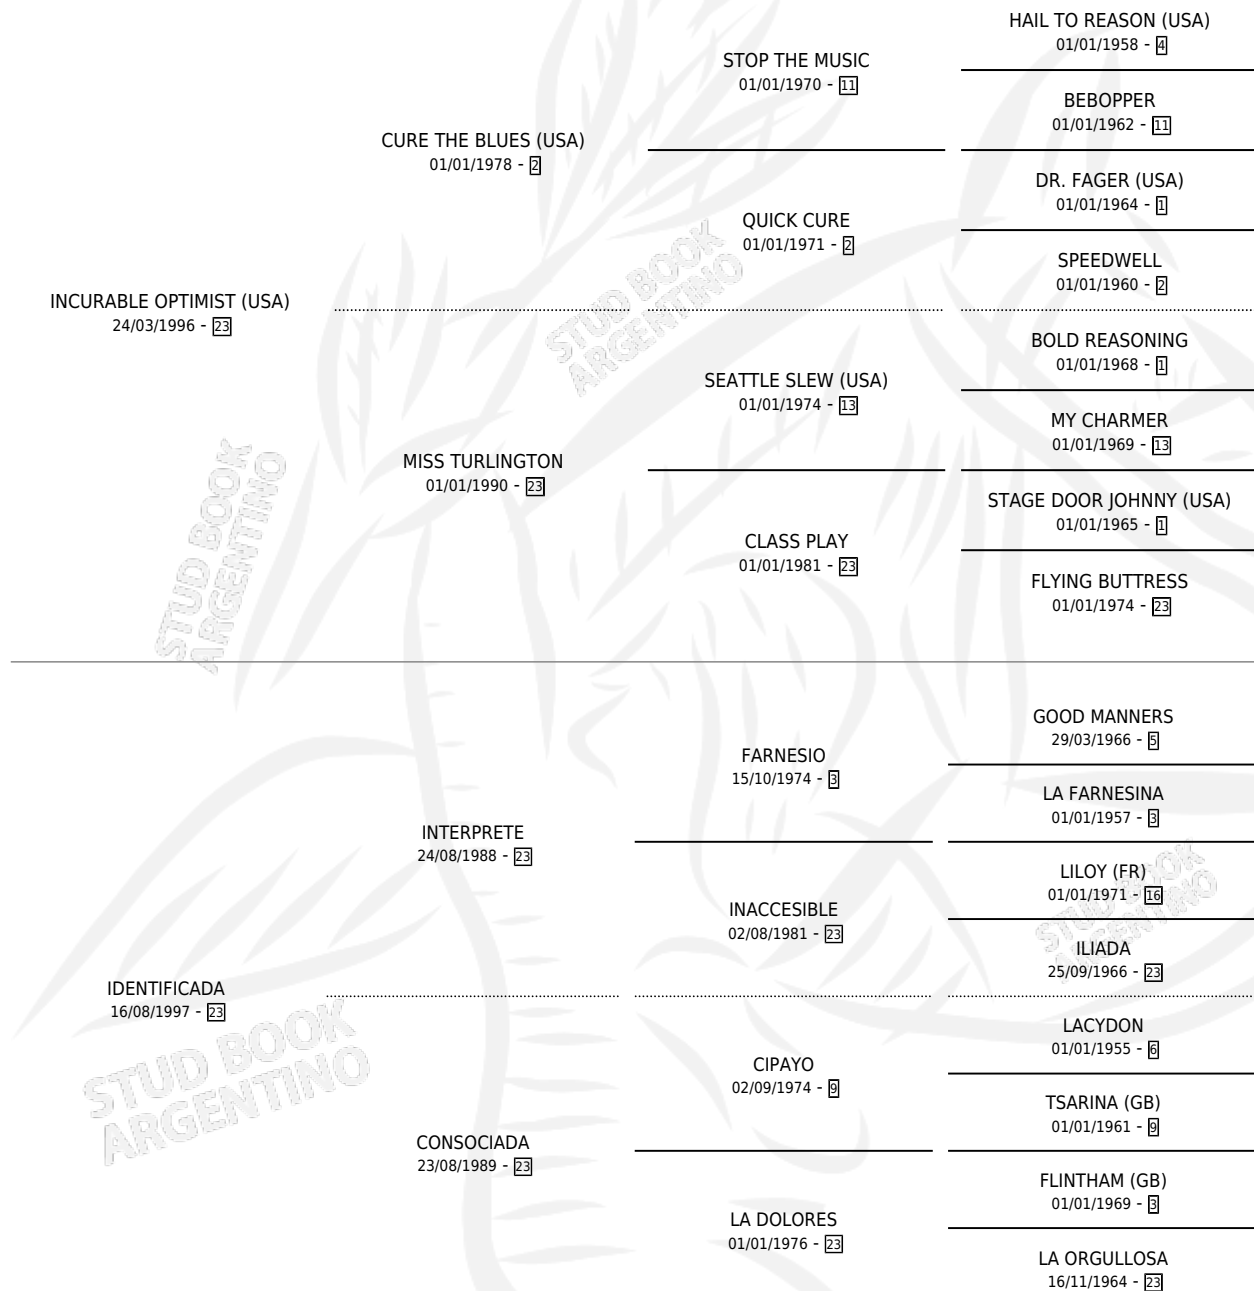 HAIL TO REASON (USA)
01/01/1958 - 4
STOP THE MUSIC
01/01/1970 - 11
BEBOPPER
01/01/1962 - 11
CURE THE BLUES (USA)
01/01/1978 - 2
DR. FAGER (USA)
01/01/1964 - 1
QUICK CURE
01/01/1971 - 2
SPEEDWELL
01/01/1960 - 2
INCURABLE OPTIMIST (USA)
24/03/1996 - 23
STUD BOOK
ARGENTINO
BOLD REASONING
01/01/1968 - 1
SEATTLE SLEW (USA)
01/01/1974 - 13
MY CHARMER
01/01/1969 - 13
MISS TURLINGTON
01/01/1990 - 23
STAGE DOOR JOHNNY (USA)
01/01/1965 - 1
CLASS PLAY
01/01/1981 - 23
FLYING BUTTRESS
01/01/1974 - 23
STUD BOOK
ARGENTINO
GOOD MANNERS
29/03/1966 - 5
FARNESIO
15/10/1974 - 3
LA FARNESINA
01/01/1957 - 3
INTERPRETE
24/08/1988 - 23
LILOY (FR)
01/01/1971 - 16
INACCESIBLE
02/08/1981 - 23
ILIADA
25/09/1966 - 23
STUD BOOK
ARGENTINO
IDENTIFICADA
16/08/1997 - 23
LACYDON
01/01/1955 - 6
CIPAYO
02/09/1974 - 9
TSARINA (GB)
01/01/1961 - 9
STUD BOOK
ARGENTINO
CONSOCIADA
23/08/1989 - 23
FLINTHAM (GB)
01/01/1969 - 3
LA DOLORES
01/01/1976 - 23
LA ORGULLOSA
16/11/1964 - 23